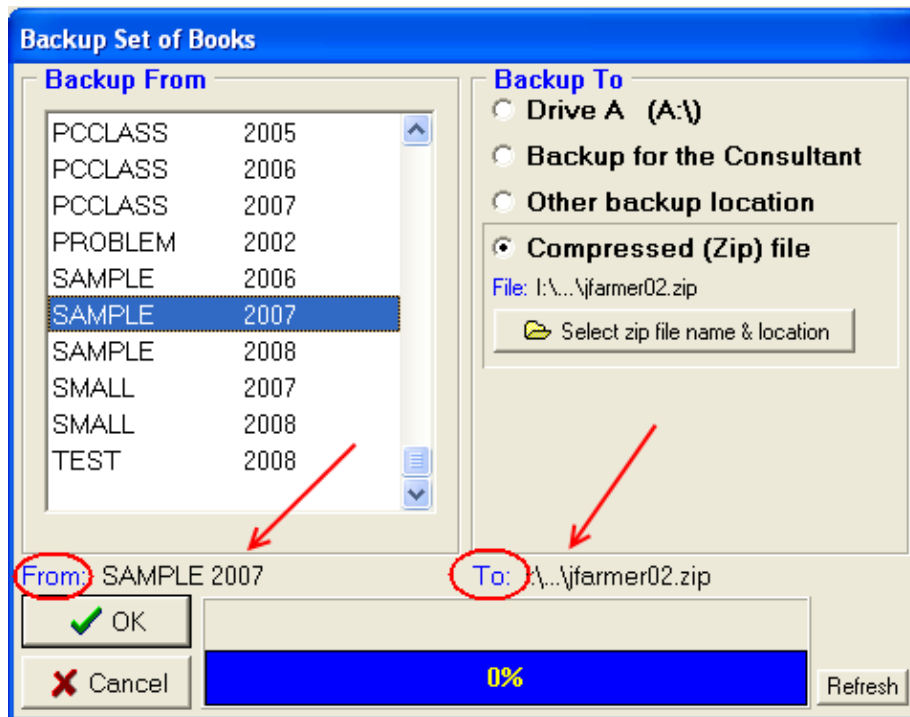 Backup Set of Books
Backup From
PCCLASS 2005
PCCLASS 2006
PCCLASS 2007
PROBLEM 2002
SAMPLE 2006
SAMPLE 2007
SAMPLE 2008
SMALL 2007
SMALL 2008
TEST 2008
Backup To
Drive A (A:\)
Backup for the Consultant
Other backup location
Compressed (Zip) file
File: I:\...\jfarmer02.zip
Select zip file name & location
From: SAMPLE 2007
To: :\...\jfarmer02.zip
OK
Cancel
0%
Refresh